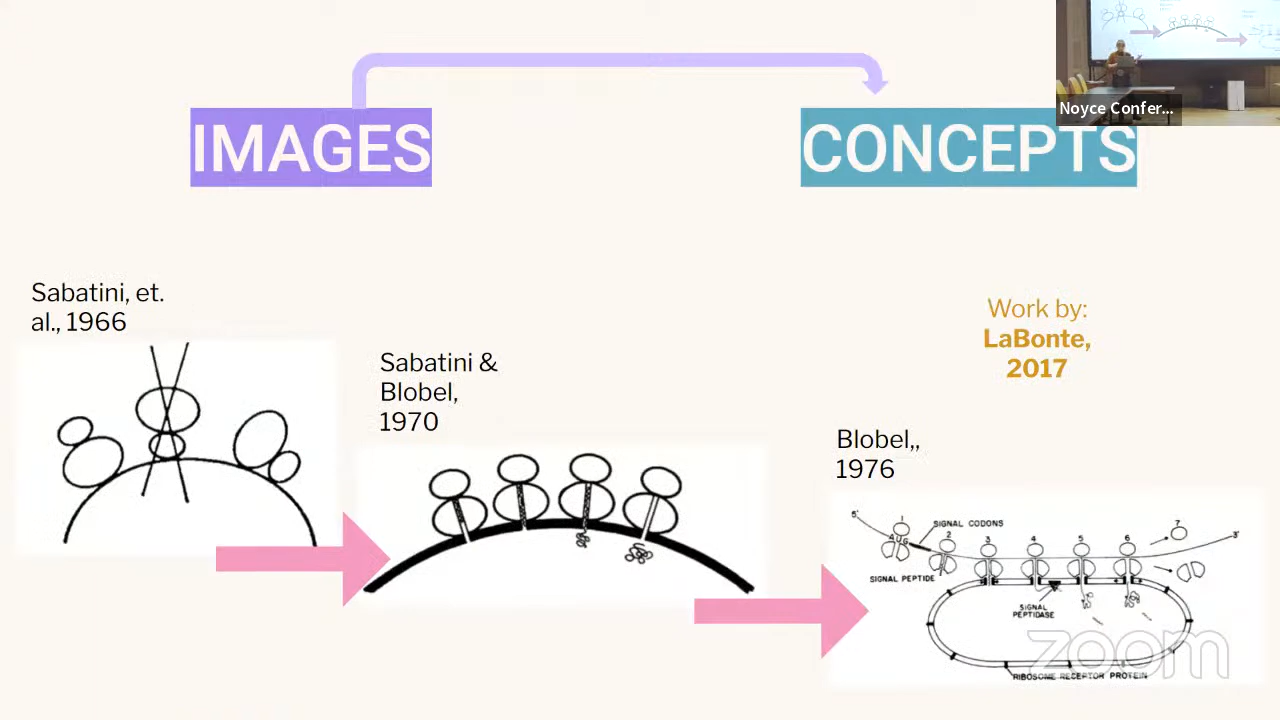 IMAGES
CONCEPTS
Noyce Confer...
Sabatini, et.
al., 1966
Sabatini &
Blobel,
1970
Work by:
LaBonte,
2017
Blobel,,
1976
5'
1
SIGNAL CODONS
AUG
2
3
4
5
6
7
3'
SIGNAL PEPTIDE
SIGNAL
PEPTIDASE
RIBOSOME RECEPTOR PROTEIN
zoom